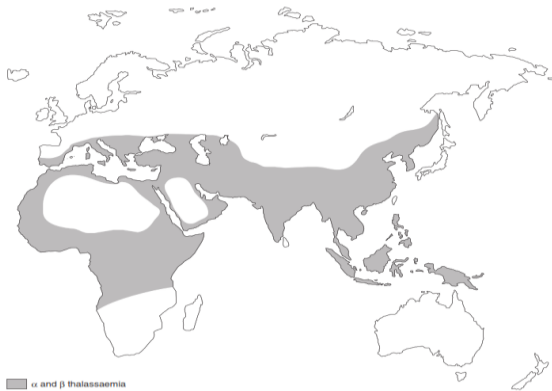 α and β thalassaemia